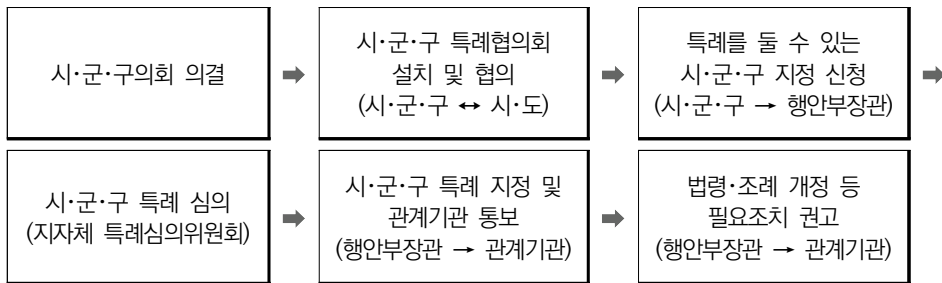 시·군·구의회 의결
➡
시·군·구 특례협의회
설치 및 협의
(시·군·구 ↔ 시·도)
➡
특례를 둘 수 있는
시·군·구 지정 신청
(시·군·구 → 행안부장관)
➡
시·군·구 특례 심의
(지자체 특례심의위원회)
➡
시·군·구 특례 지정 및
관계기관 통보
(행안부장관 → 관계기관)
➡
법령·조례 개정 등
필요조치 권고
(행안부장관 → 관계기관)